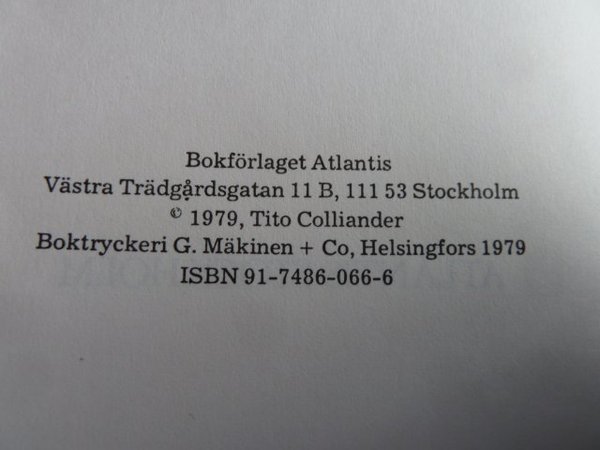 Bokförlaget Atlantis
Västra Trädgårdsgatan 11 B, 111 53 Stockholm
© 1979, Tito Colliander
Boktryckeri G. Mäkinen + Co, Helsingfors 1979
ISBN 91-7486-066-6